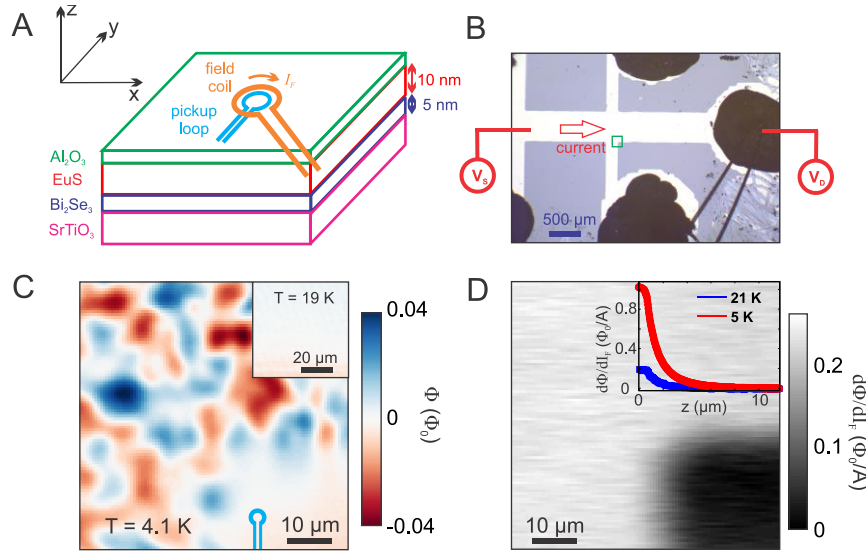 A
z
y
x
field
coil
I_F
pickup
loop
10 nm
5 nm
Al₂O₃
EuS
Bi₂Se₃
SrTiO₃
B
current
V_S
V_D
500 μm
C
T = 19 K
20 μm
T = 4.1 K
10 μm
0.04
0
-0.04
Φ (Φ₀)
D
21 K
5 K
0.8
0.4
0
dΦ/dI_F (Φ₀/A)
0
5
10
z (μm)
10 μm
0.2
0.1
0
dΦ/dI_F (Φ₀/A)